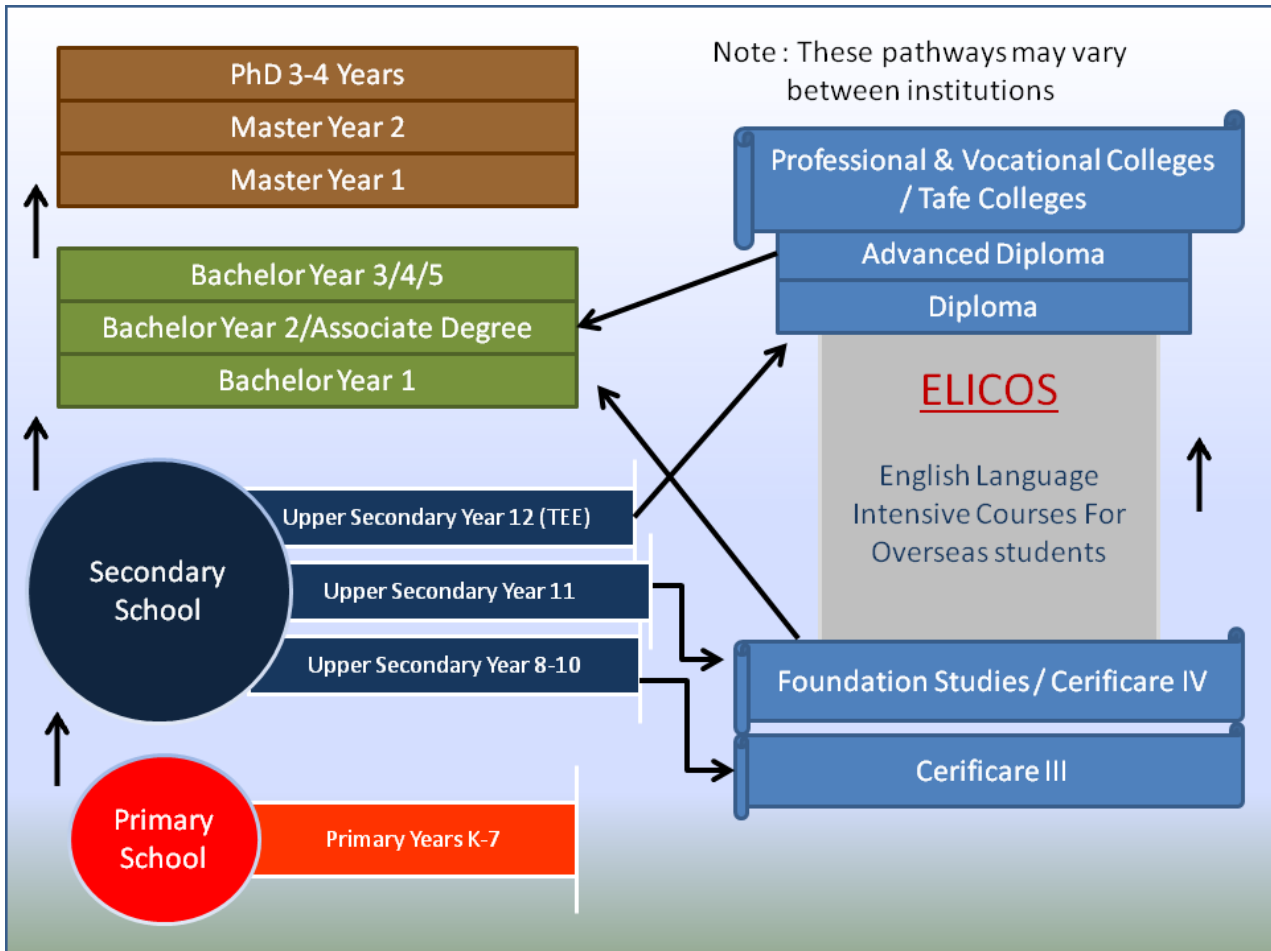 PhD 3-4 Years
Master Year 2
Master Year 1
Bachelor Year 3/4/5
Bachelor Year 2/Associate Degree
Bachelor Year 1
Secondary
School
Upper Secondary Year 12 (TEE)
Upper Secondary Year 11
Upper Secondary Year 8-10
Primary
School
Primary Years K-7
Note : These pathways may vary
between institutions
Professional & Vocational Colleges
/ Tafe Colleges
Advanced Diploma
Diploma
ELICOS
English Language
Intensive Courses For
Overseas students
Foundation Studies / Cerificare IV
Cerificare III